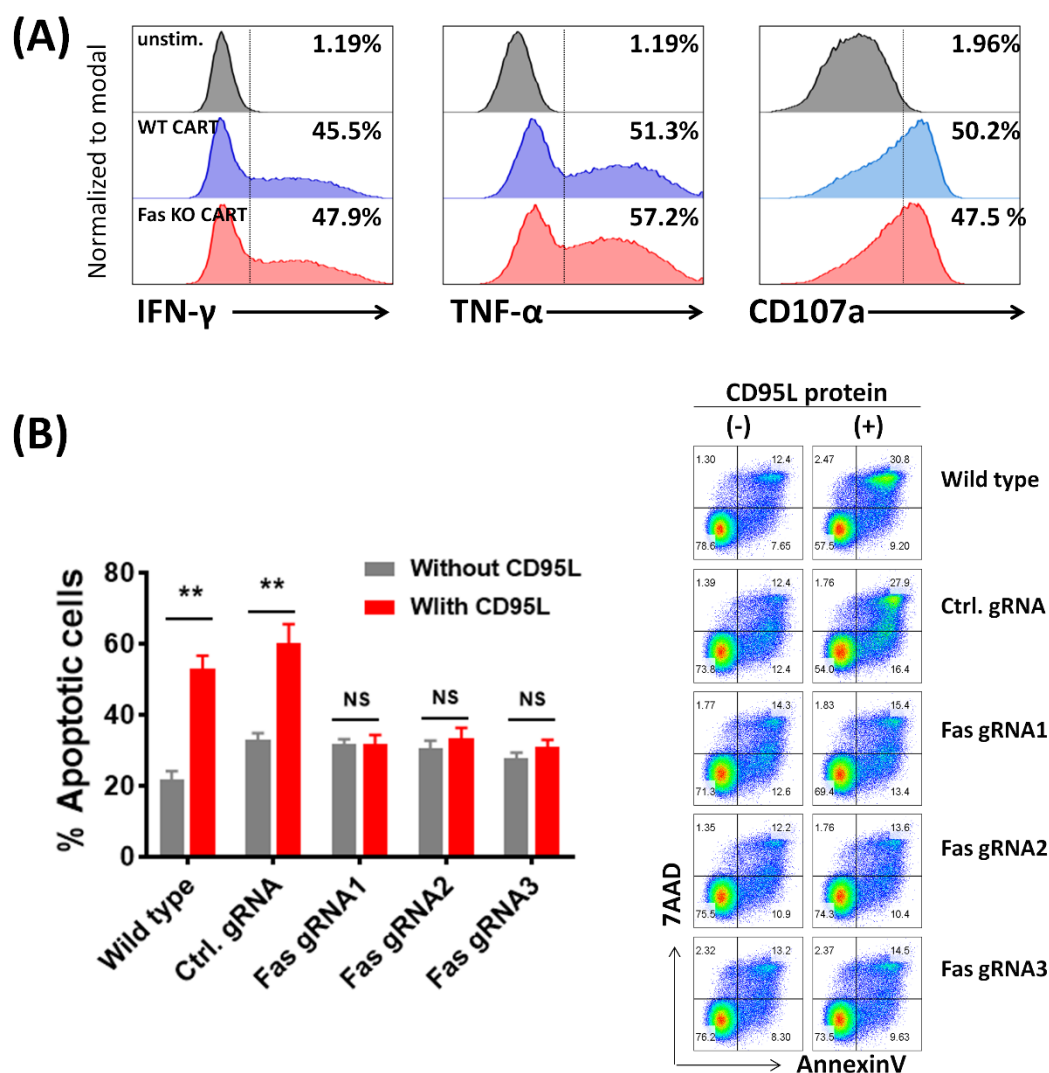 (A)
Normalized to modal
unstim. 1.19%
WT CART 45.5%
Fas KO CART 47.9%
IFN-γ
1.19%
51.3%
57.2%
TNF-α
1.96%
50.2%
47.5 %
CD107a
(B)
% Apoptotic cells
80
60
40
20
0
** ** NS NS NS
Without CD95L
Wlith CD95L
Wild type
Ctrl. gRNA
Fas gRNA1
Fas gRNA2
Fas gRNA3
CD95L protein
(-) (+)
1.30 12.4 2.47 30.8
Wild type
78.6 7.65 57.5 9.20
1.39 12.4 1.76 27.9
Ctrl. gRNA
73.8 12.4 54.0 16.4
1.77 14.3 1.83 15.4
Fas gRNA1
71.3 12.6 69.4 13.4
1.35 12.2 1.76 13.6
Fas gRNA2
75.5 10.9 74.3 10.4
2.32 13.2 2.37 14.5
Fas gRNA3
76.2 8.30 73.5 9.63
7AAD
AnnexinV